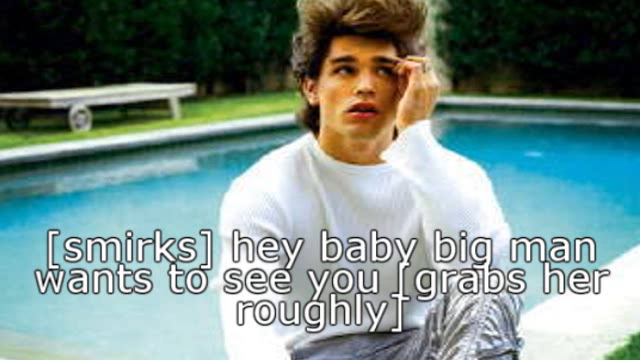 [smirks] hey baby big man
wants to see you [grabs her
roughly]